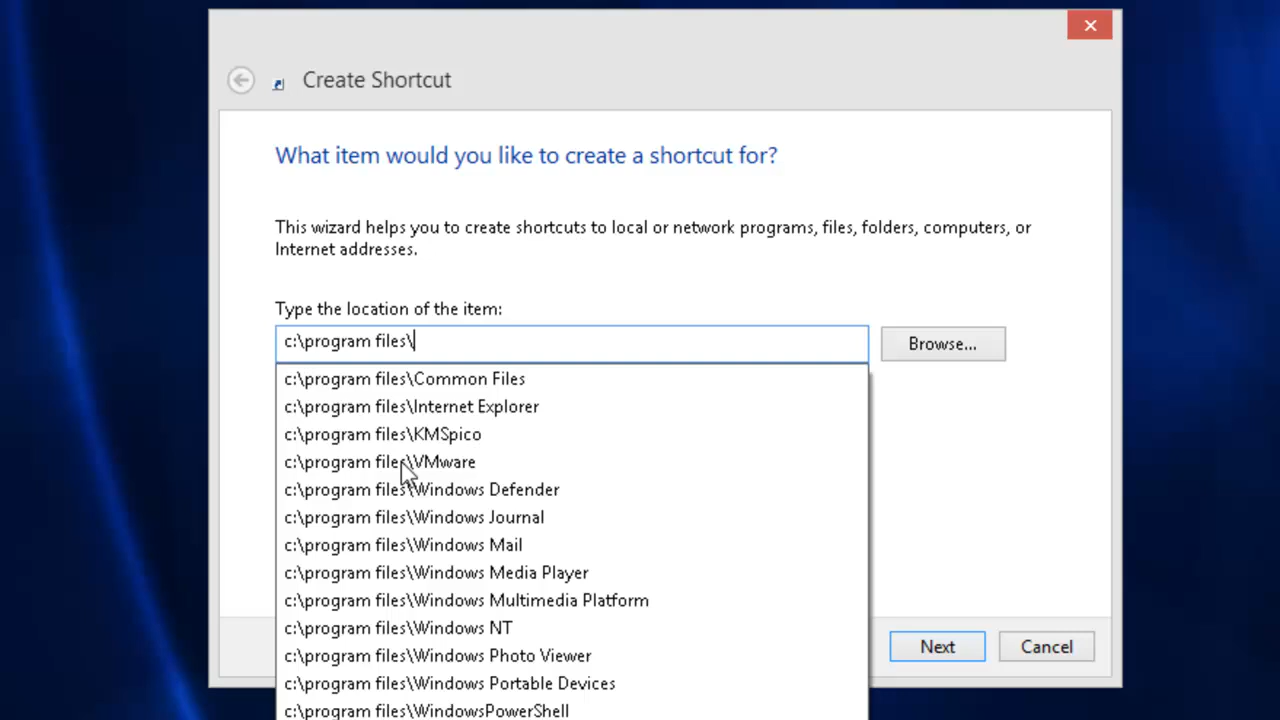 Create Shortcut
What item would you like to create a shortcut for?
This wizard helps you to create shortcuts to local or network programs, files, folders, computers, or
Internet addresses.
Type the location of the item:
c:\program files\
Browse...
c:\program files\Common Files
c:\program files\Internet Explorer
c:\program files\KMSpico
c:\program files\VMware
c:\program files\Windows Defender
c:\program files\Windows Journal
c:\program files\Windows Mail
c:\program files\Windows Media Player
c:\program files\Windows Multimedia Platform
c:\program files\Windows NT
c:\program files\Windows Photo Viewer
c:\program files\Windows Portable Devices
c:\program files\WindowsPowerShell
Next
Cancel